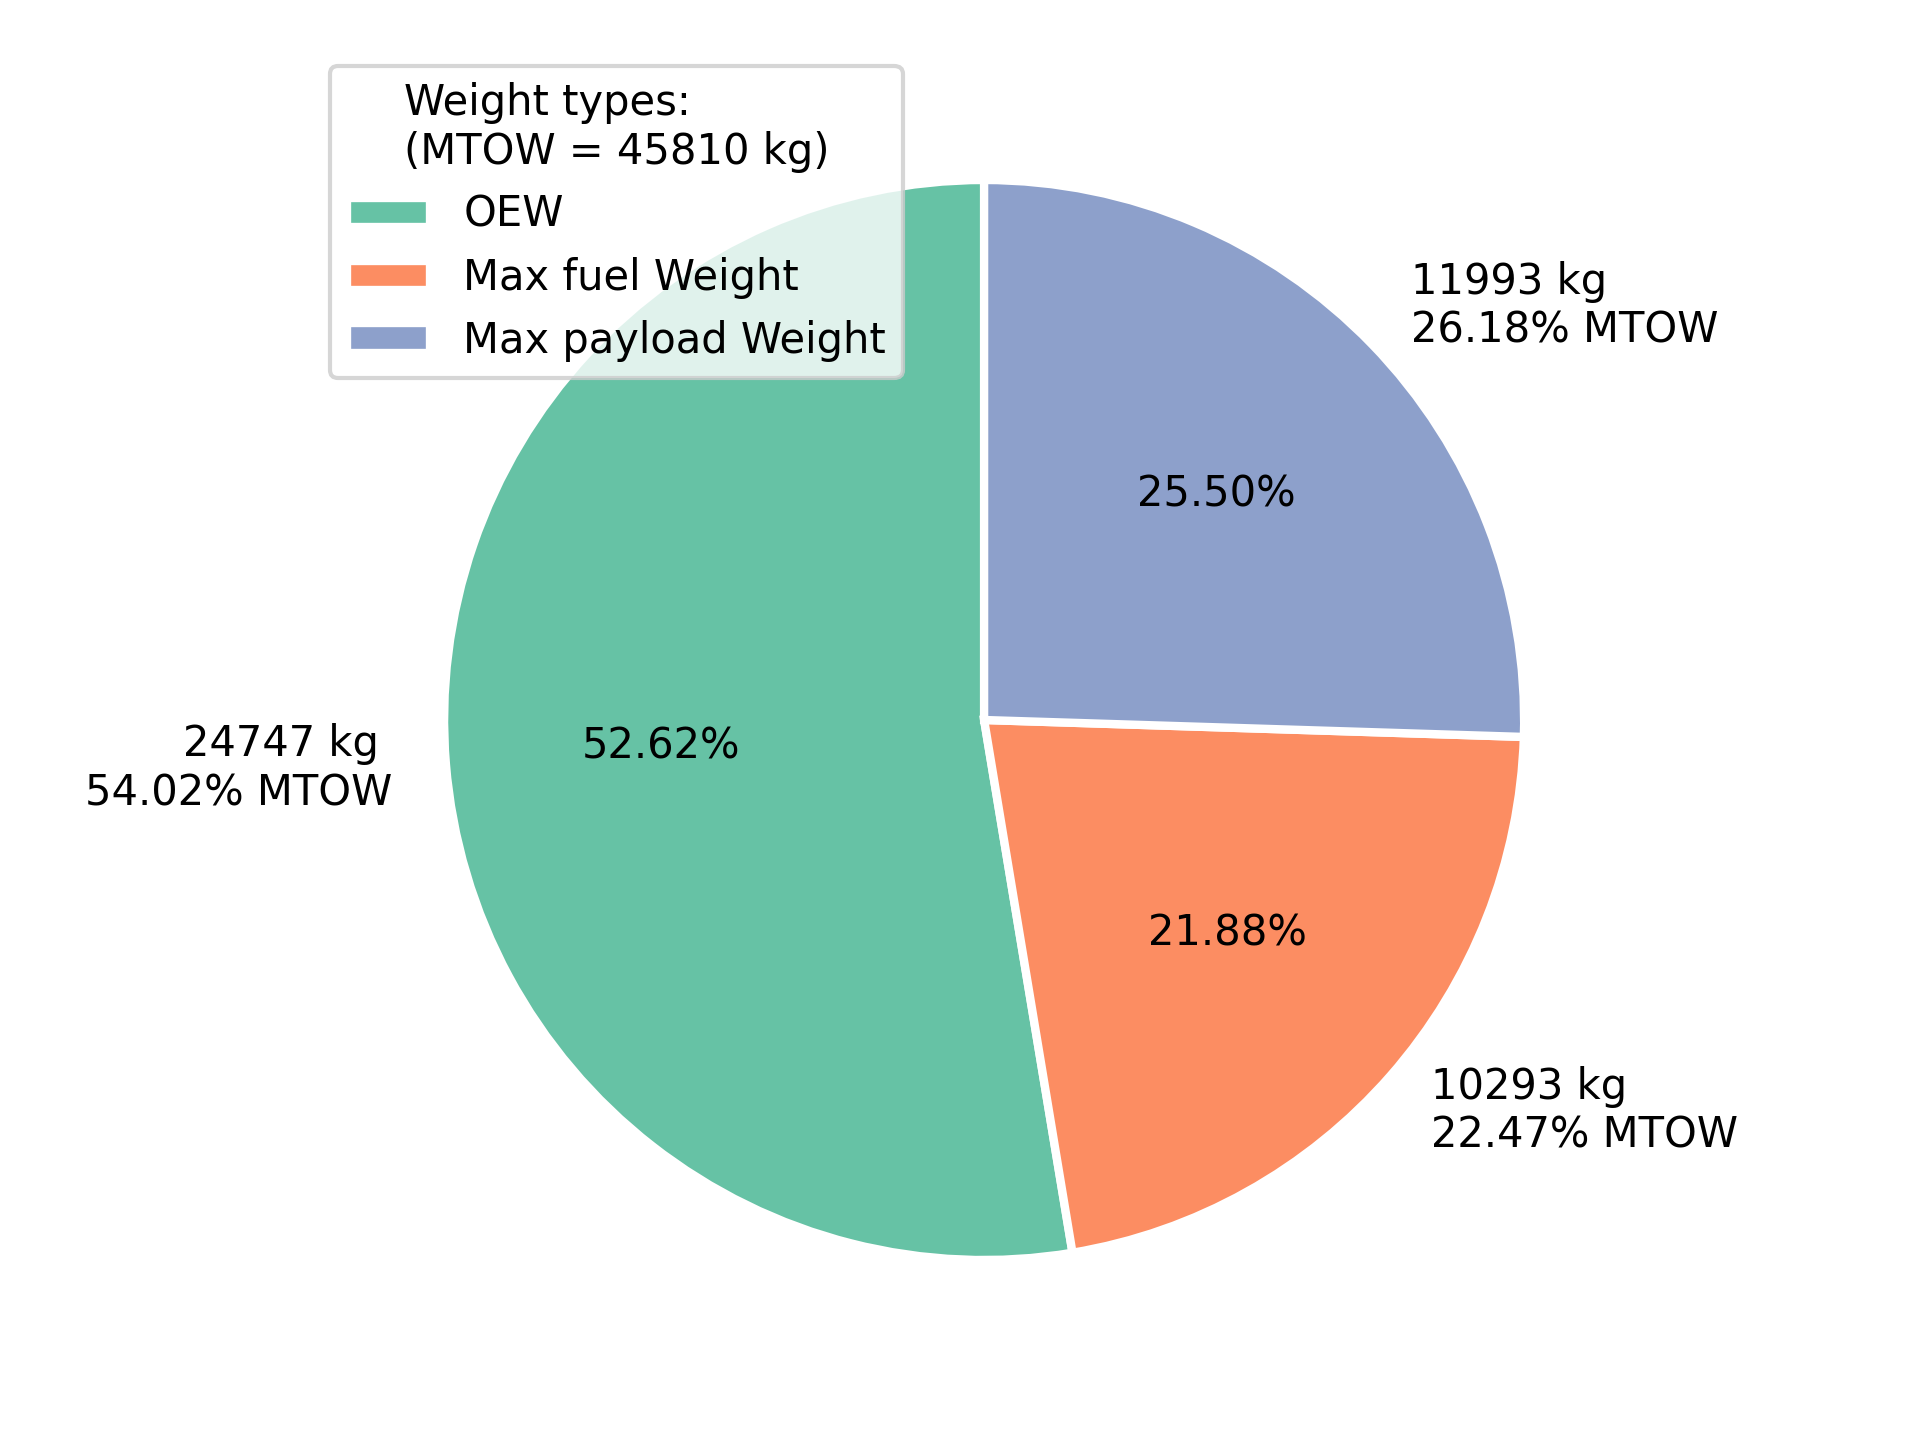 Weight types:
(MTOW = 45810 kg)
OEW
Max fuel Weight
Max payload Weight
11993 kg
26.18% MTOW
25.50%
24747 kg
54.02% MTOW
52.62%
21.88%
10293 kg
22.47% MTOW